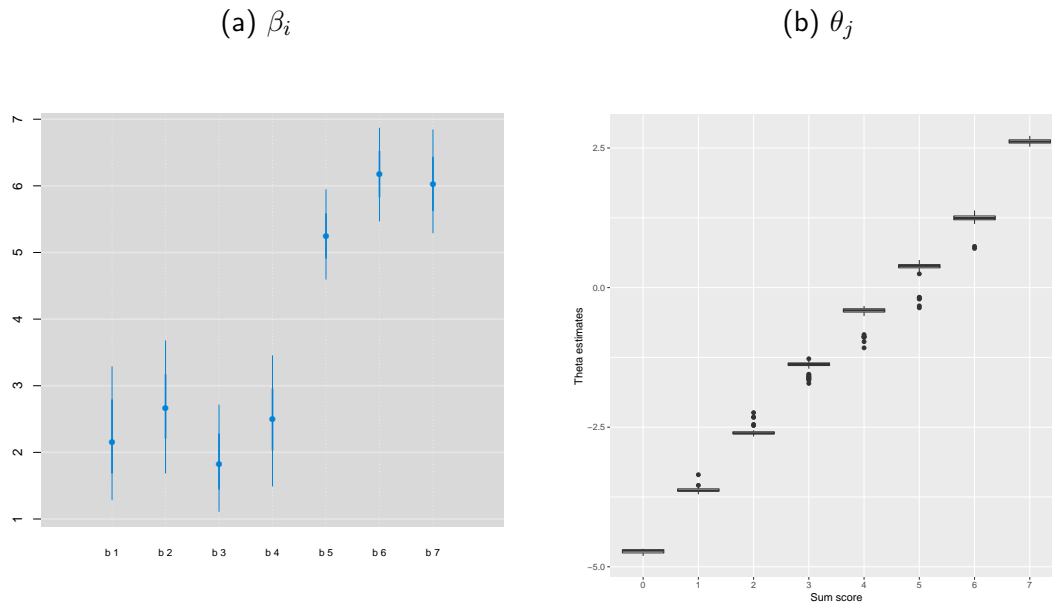 (a) βi
(b) θj
7
6
5
4
3
2
1
b 1 b 2 b 3 b 4 b 5 b 6 b 7
Theta estimates
2.5
0.0
−2.5
−5.0
0 1 2 3 4 5 6 7
Sum score